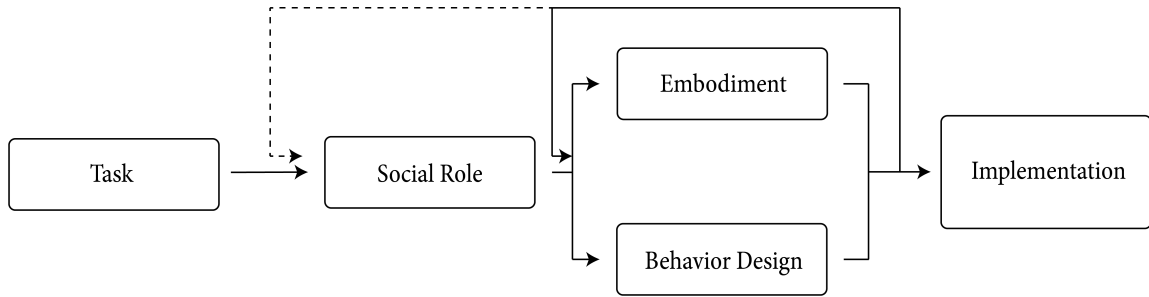 Task
Social Role
Embodiment
Behavior Design
Implementation